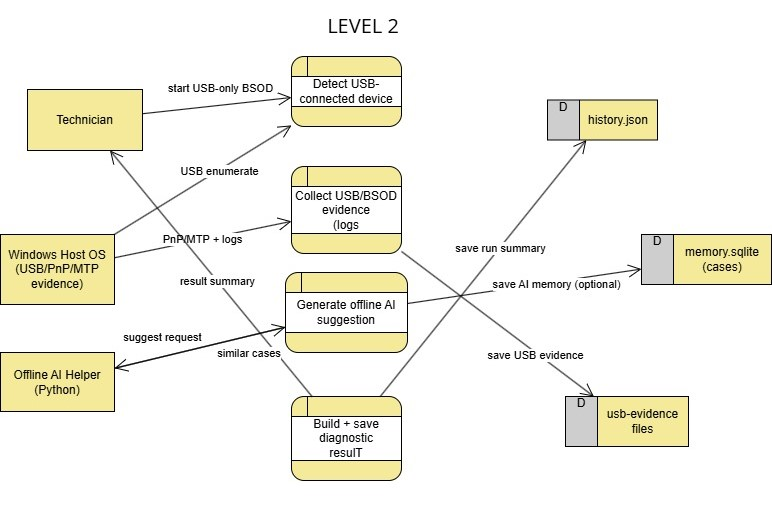 LEVEL 2
Technician
start USB-only BSOD
Detect USB-
connected device
D
history.json
USB enumerate
Windows Host OS
(USB/PnP/MTP
evidence)
PnP/MTP + logs
Collect USB/BSOD
evidence
(logs
save run summary
D
memory.sqlite
(cases)
result summary
save AI memory (optional)
Generate offline AI
suggestion
suggest request
similar cases
save USB evidence
Offline AI Helper
(Python)
Build + save
diagnostic
resulT
D
usb-evidence
files